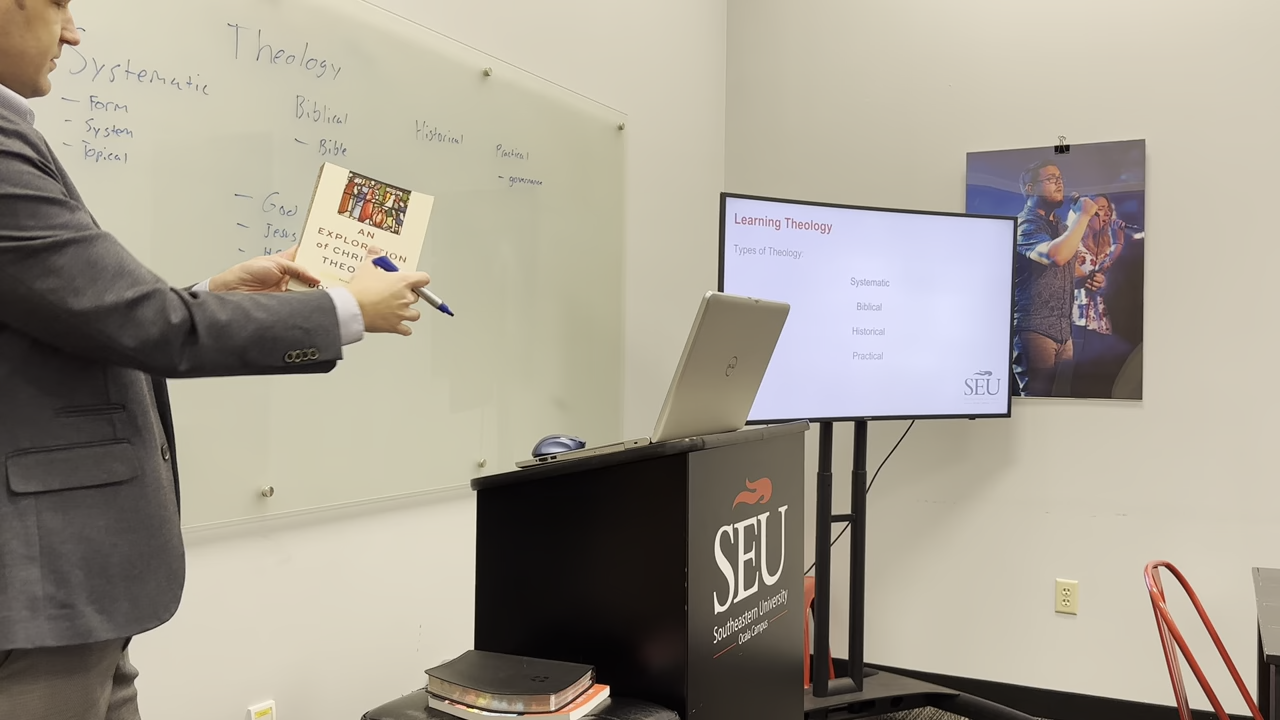 Theology
Systematic
- Form
- System
- Topical
Biblical
- Bible
- God
- Jesus
Historical
Practical
- governance
AN
EXPLORATION
of CHRI
THEO
Learning Theology
Types of Theology:
Systematic
Biblical
Historical
Practical
SEU
DELL
SEU
Southeastern University
Ocala Campus